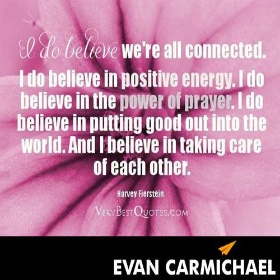 I do believe we're all connected.
I do believe in positive energy. I do
believe in the power of prayer. I do
believe in putting good out into the
world. And I believe in taking care
of each other.
Harvey Fierstein
VeryBestQuotes.com
EVAN CARMICHAEL